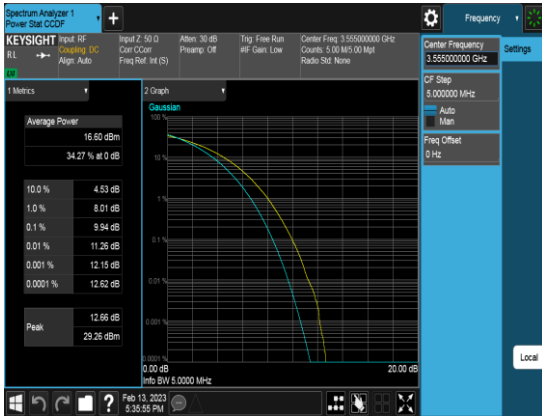 Spectrum Analyzer 1
Power Stat CCDF
+
Frequency
KEYSIGHT
RL
LNI
Input: RF
Coupling: DC
Align: Auto
Input Z: 50 Ω
Corr CCorr
Freq Ref: Int (S)
Atten: 30 dB
Preamp: Off
Trig: Free Run
#IF Gain: Low
Center Freq: 3.555000000 GHz
Counts: 5.00 M/5.00 Mpt
Radio Std: None
1 Metrics
Average Power
16.60 dBm
34.27 % at 0 dB
10.0 % 4.53 dB
1.0 % 8.01 dB
0.1 % 9.94 dB
0.01 % 11.26 dB
0.001 % 12.15 dB
0.0001 % 12.62 dB
Peak
12.66 dB
29.26 dBm
2 Graph
Gaussian
100 %
10 %
1 %
0.1 %
0.01 %
0.001 %
0.0001 %
0.00 dB
20.00 dB
Info BW 5.0000 MHz
Center Frequency
3.555000000 GHz
Settings
CF Step
5.000000 MHz
Auto
Man
Freq Offset
0 Hz
Local
?
Feb 13, 2023
5:35:55 PM